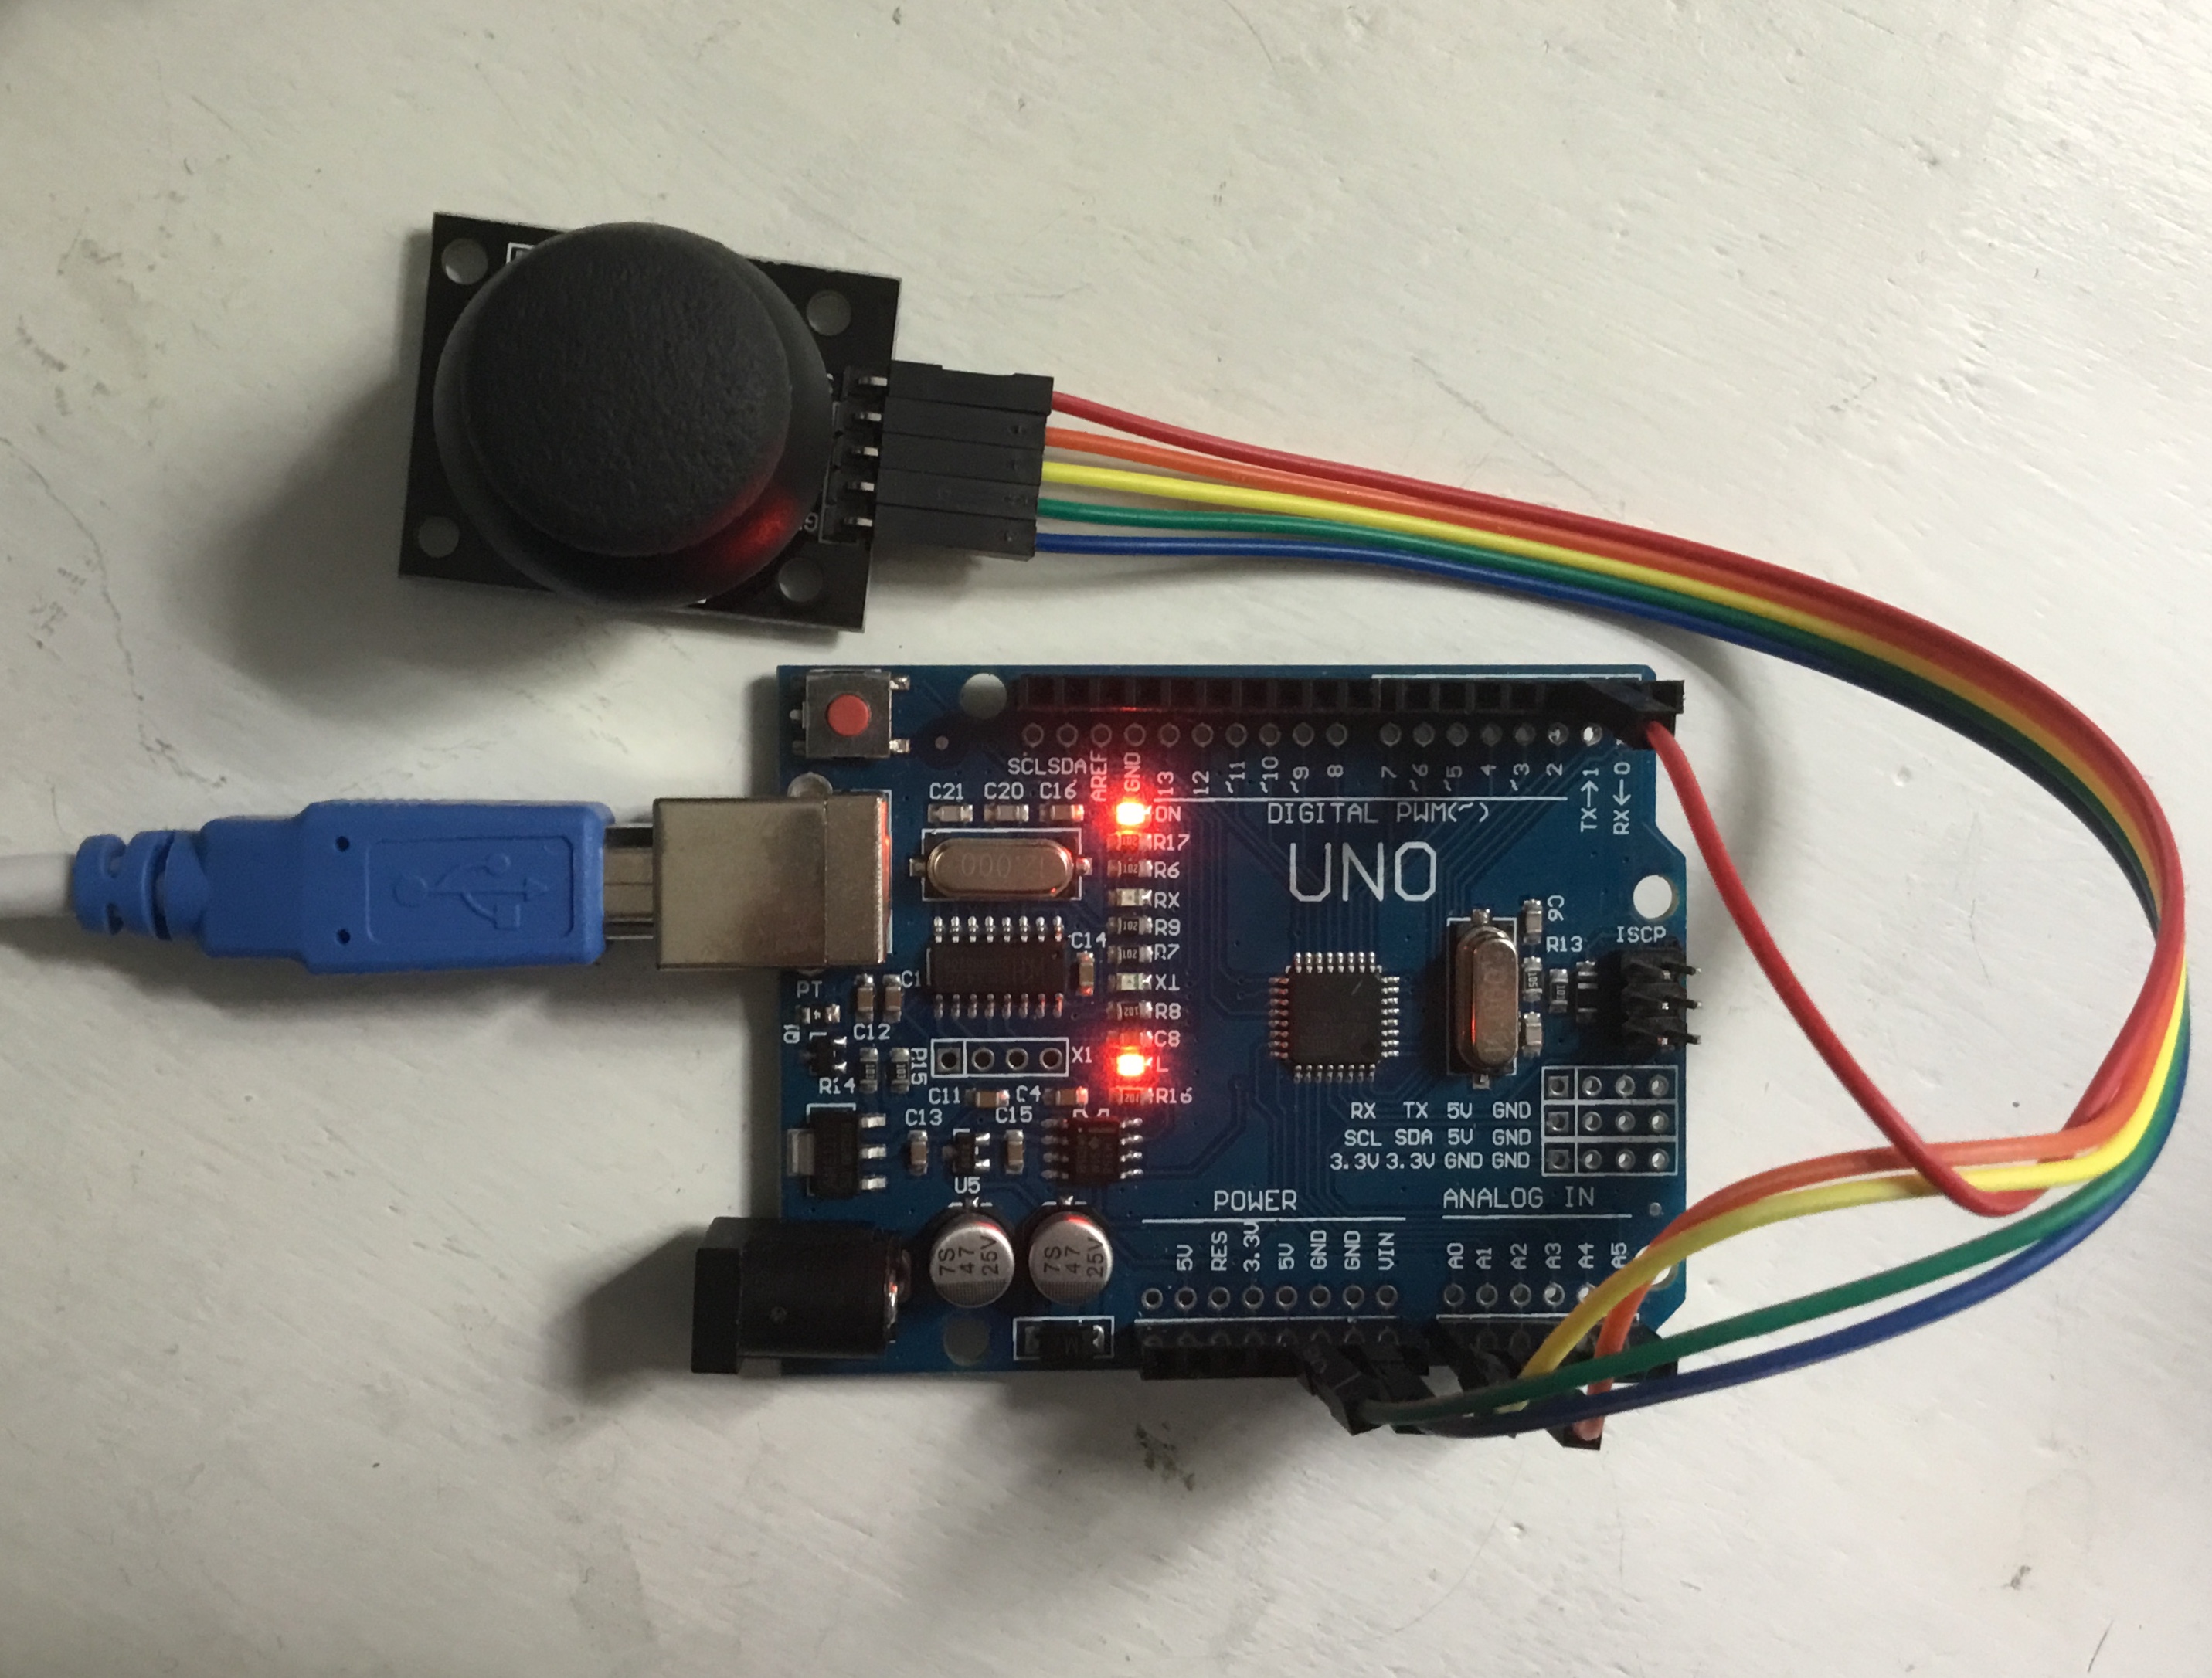 SCL SDA AREF GND 13 12 ~11 ~10 ~9 8 7 ~6 ~5 4 ~3 2 TX→1 RX←0
C21 C20 C16 ON
DIGITAL PWM(~)
R17
R6
UNO
RX
R9
C6
R13
ISCP
C14
R7
C1
TX
PT
R8
Q1
C12
C8
X1
L
R14
R15
C11
C4
R16
C13
C15
RX TX 5V GND
SCL SDA 5V GND
3.3V 3.3V GND GND
U5
POWER
ANALOG IN
5V RES 3.3V 5V GND GND VIN
A0 A1 A2 A3 A4 A5
7S
47
25V
7S
47
25V